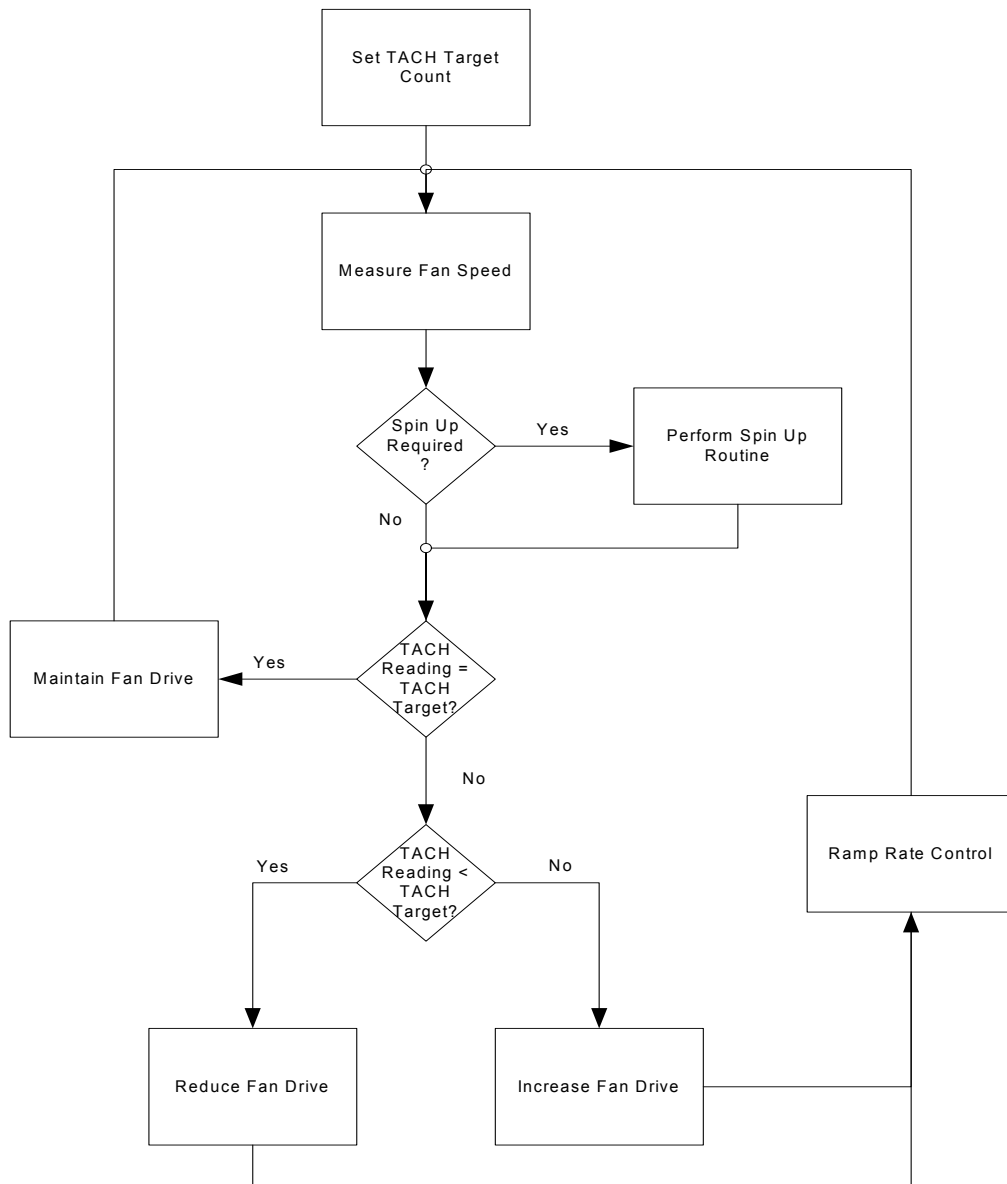 Set TACH Target
Count
Measure Fan Speed
Spin Up
Required
?
Yes
Perform Spin Up
Routine
No
TACH
Reading =
TACH
Target?
Yes
Maintain Fan Drive
No
Ramp Rate Control
TACH
Reading <
TACH
Target?
Yes
No
Reduce Fan Drive
Increase Fan Drive